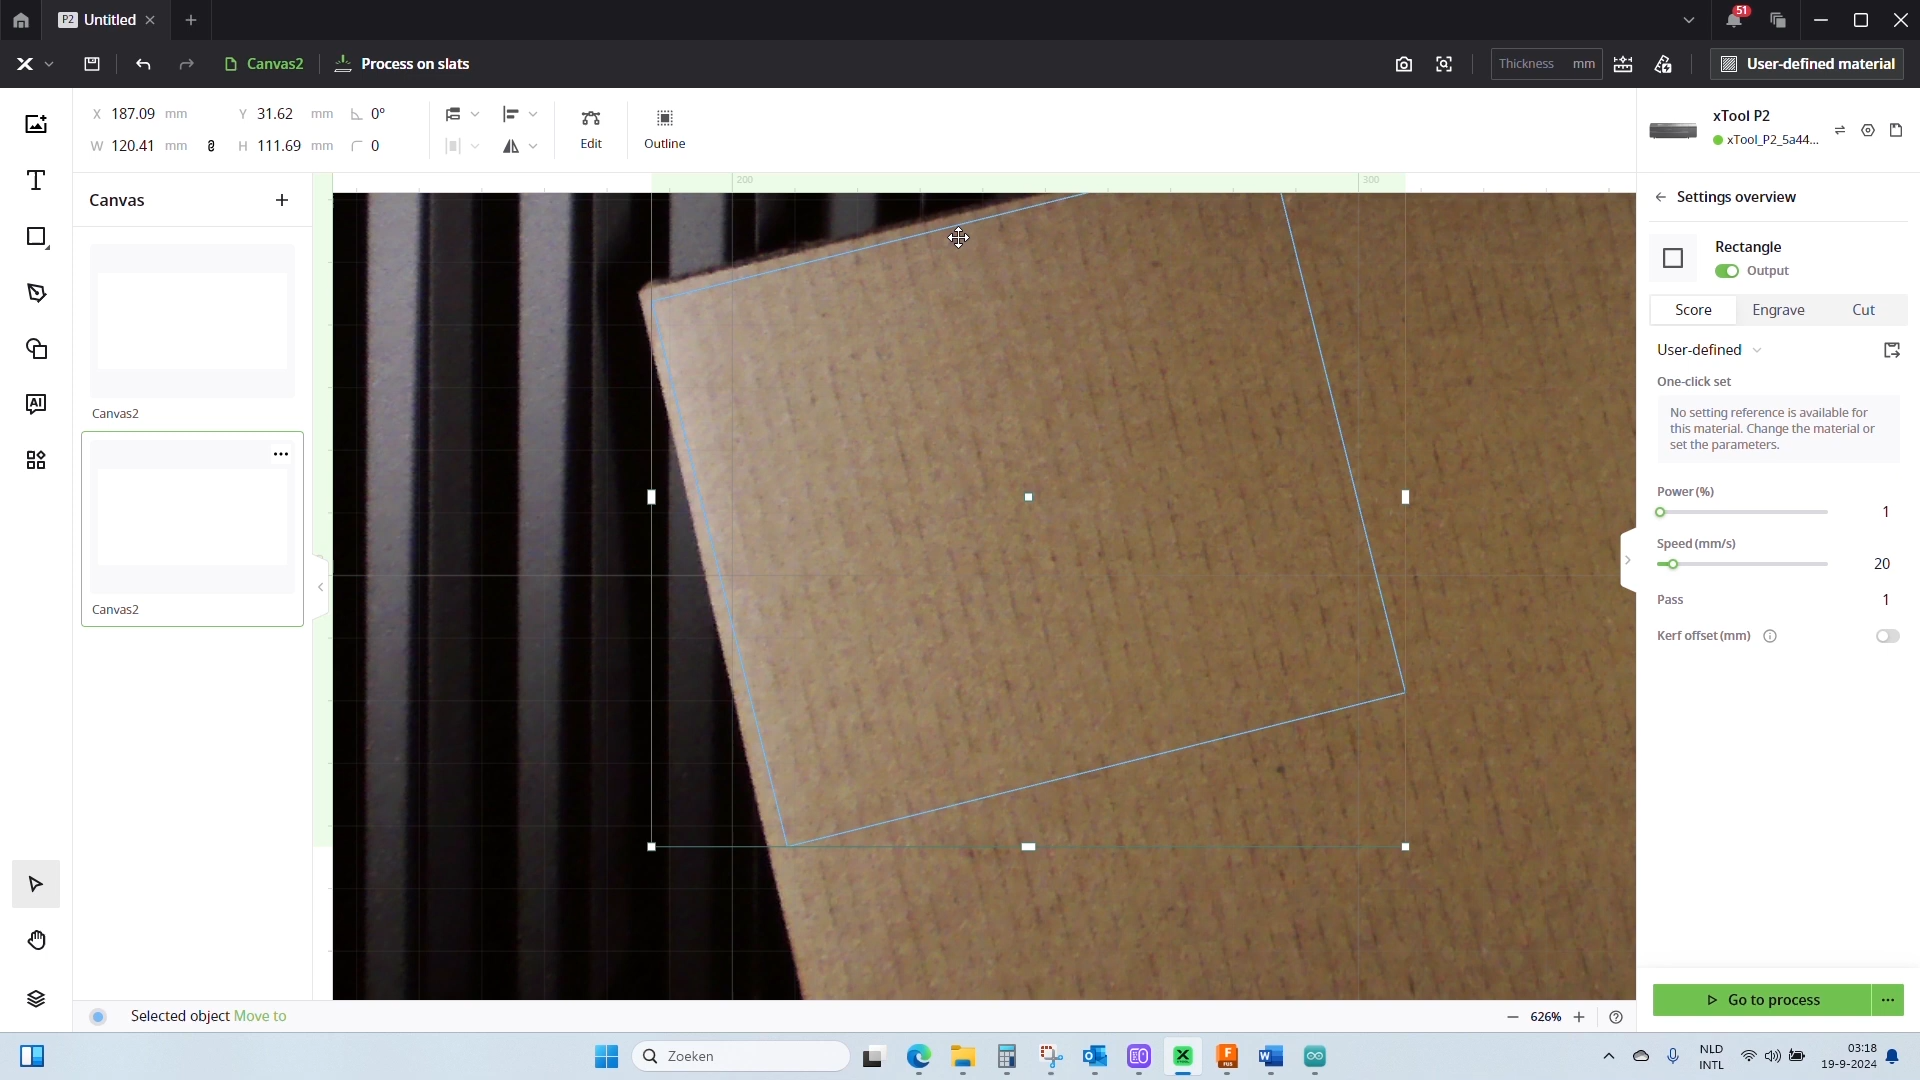 P2 Untitled
51
Canvas2 Process on slats
Thickness mm
User-defined material
X 187.09 mm Y 31.62 mm 0°
W 120.41 mm H 111.69 mm 0
Edit
Outline
xTool P2
xTool_P2_5a44...
Canvas
200
300
Settings overview
Rectangle
Output
Score Engrave Cut
User-defined
One-click set
No setting reference is available for
this material. Change the material or
set the parameters.
Canvas2
AI
Power(%)
1
Speed(mm/s)
20
Pass 1
Canvas2
Kerf offset(mm)
Selected object Move to
626%
Go to process
Zoeken
NLD
INTL
03:18
19-9-2024